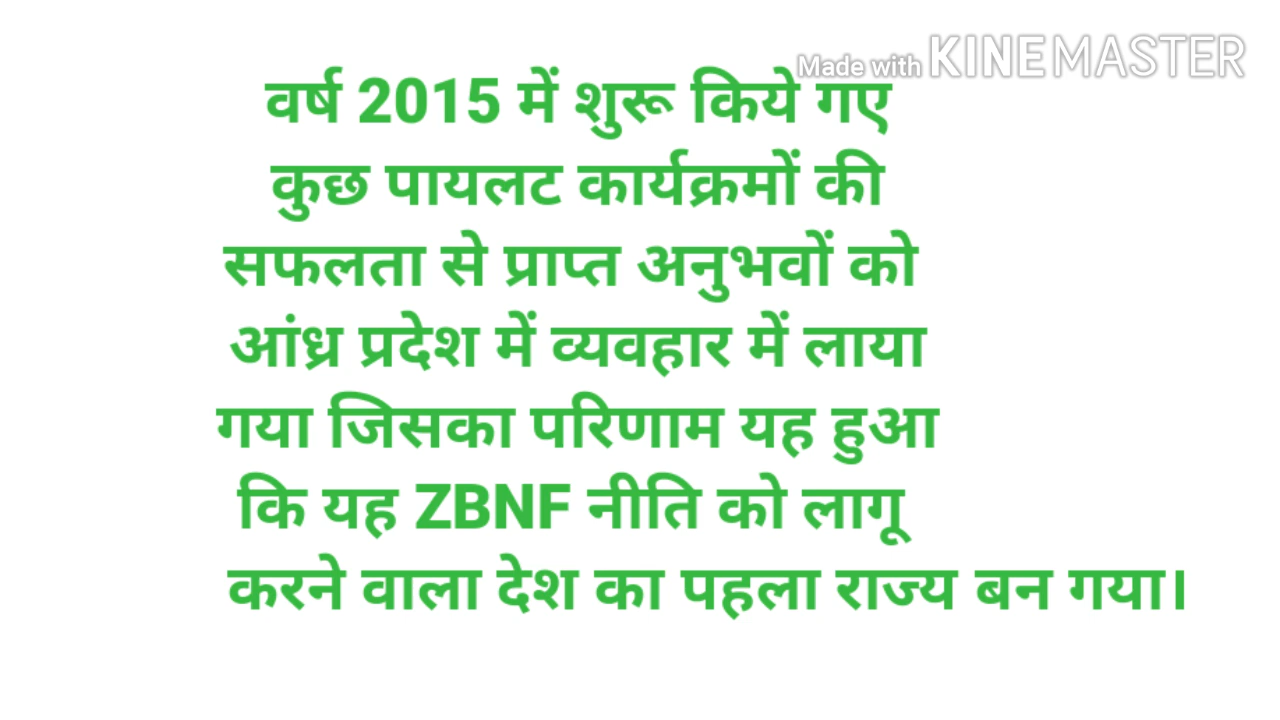 Made with KINEMASTER
वर्ष 2015 में शुरू किये गए
कुछ पायलट कार्यक्रमों की
सफलता से प्राप्त अनुभवों को
आंध्र प्रदेश में व्यवहार में लाया
गया जिसका परिणाम यह हुआ
कि यह ZBNF नीति को लागू
करने वाला देश का पहला राज्य बन गया।